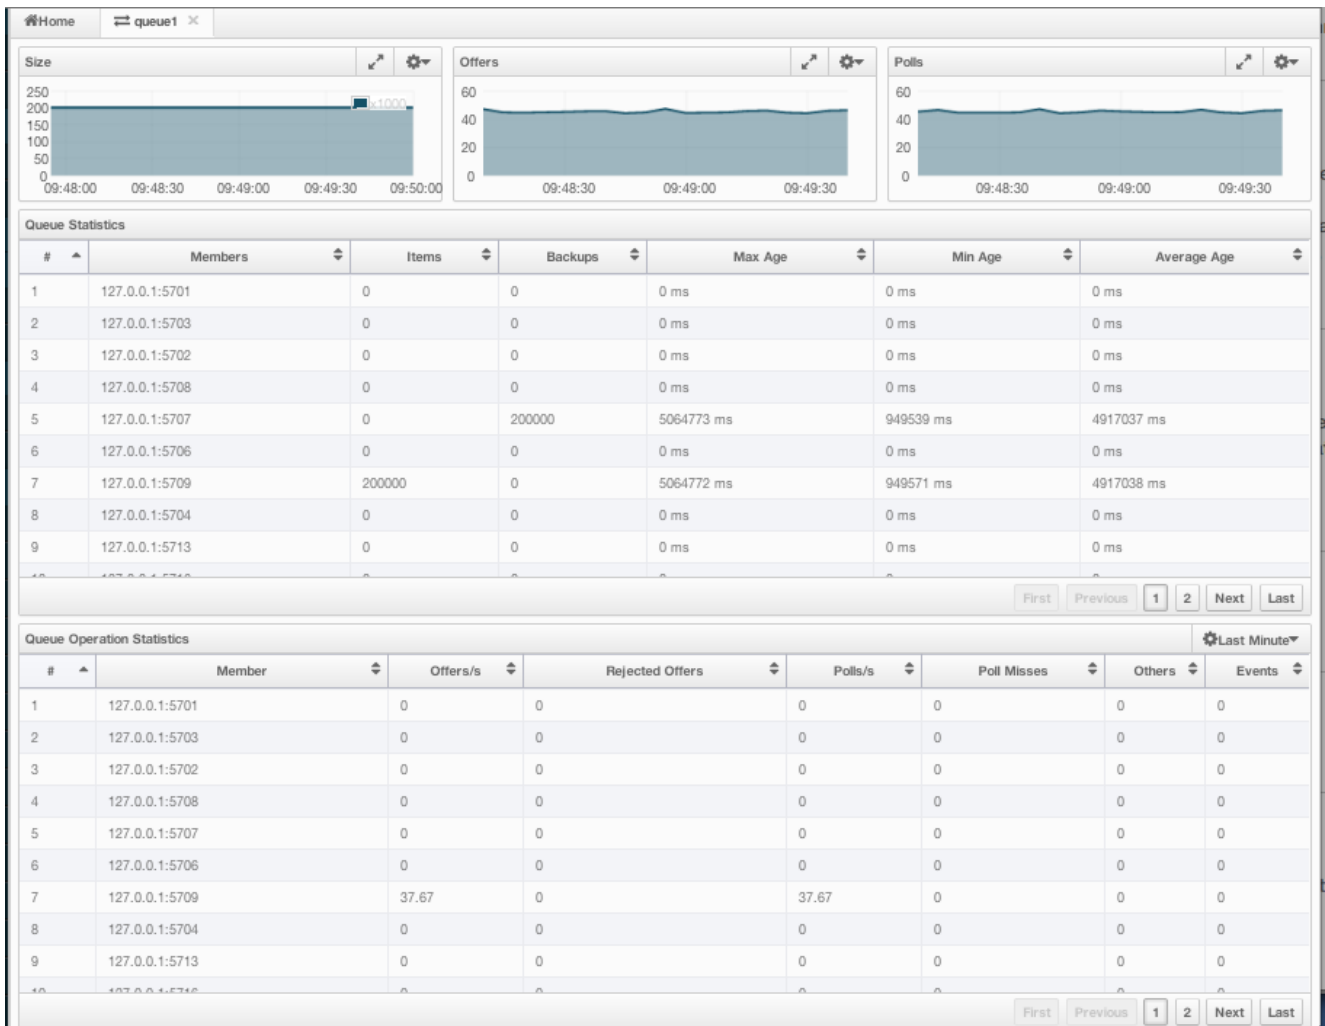 Home queue1
Size Offers Polls
250
200
150
100
50
0
x1000
09:48:00 09:48:30 09:49:00 09:49:30 09:50:00
60
40
20
0
09:48:30 09:49:00 09:49:30
60
40
20
0
09:48:30 09:49:00 09:49:30
Queue Statistics
# Members Items Backups Max Age Min Age Average Age
1 127.0.0.1:5701 0 0 0 ms 0 ms 0 ms
2 127.0.0.1:5703 0 0 0 ms 0 ms 0 ms
3 127.0.0.1:5702 0 0 0 ms 0 ms 0 ms
4 127.0.0.1:5708 0 0 0 ms 0 ms 0 ms
5 127.0.0.1:5707 0 200000 5064773 ms 949539 ms 4917037 ms
6 127.0.0.1:5706 0 0 0 ms 0 ms 0 ms
7 127.0.0.1:5709 200000 0 5064772 ms 949571 ms 4917038 ms
8 127.0.0.1:5704 0 0 0 ms 0 ms 0 ms
9 127.0.0.1:5713 0 0 0 ms 0 ms 0 ms
First Previous 1 2 Next Last
Queue Operation Statistics Last Minute
# Member Offers/s Rejected Offers Polls/s Poll Misses Others Events
1 127.0.0.1:5701 0 0 0 0 0 0
2 127.0.0.1:5703 0 0 0 0 0 0
3 127.0.0.1:5702 0 0 0 0 0 0
4 127.0.0.1:5708 0 0 0 0 0 0
5 127.0.0.1:5707 0 0 0 0 0 0
6 127.0.0.1:5706 0 0 0 0 0 0
7 127.0.0.1:5709 37.67 0 37.67 0 0 0
8 127.0.0.1:5704 0 0 0 0 0 0
9 127.0.0.1:5713 0 0 0 0 0 0
First Previous 1 2 Next Last